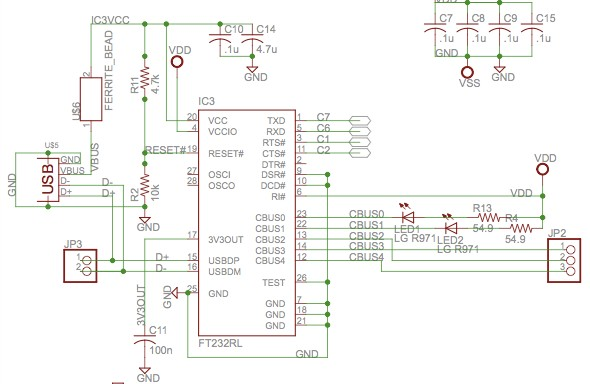 IC3VCC
C10
.1u
C14
4.7u
GND
VDD
C7
.1u
C8
.1u
C9
.1u
C15
.1u
GND
VSS
GND
FERRITE_BEAD
U$6
2
1
VBUS
R11
4.7k
RESET#
R2
10k
GND
U$5
USB
GND
VBUS
D-
D+
GND
D-
D+
JP3
1
2
D+
D-
3V3OUT
C11
100n
GND
GND
IC3
FT232RL
20 VCC
4 VCCIO
19 RESET#
27 OSCI
28 OSCO
17 3V3OUT
15 USBDP
16 USBDM
25 GND
TXD 1 C7
RXD 5 C6
RTS# 3 C1
CTS# 11 C2
DTR# 2
DSR# 9
DCD# 10
RI# 6
CBUS0 23 CBUS0
CBUS1 22 CBUS1
CBUS2 13 CBUS2
CBUS3 14 CBUS3
CBUS4 12 CBUS4
TEST 26
GND 7
GND 18
GND 21
GND
LED1
LG R971
LED2
LG R971
R13
54.9
R4
54.9
VDD
VDD
JP2
1
2
3